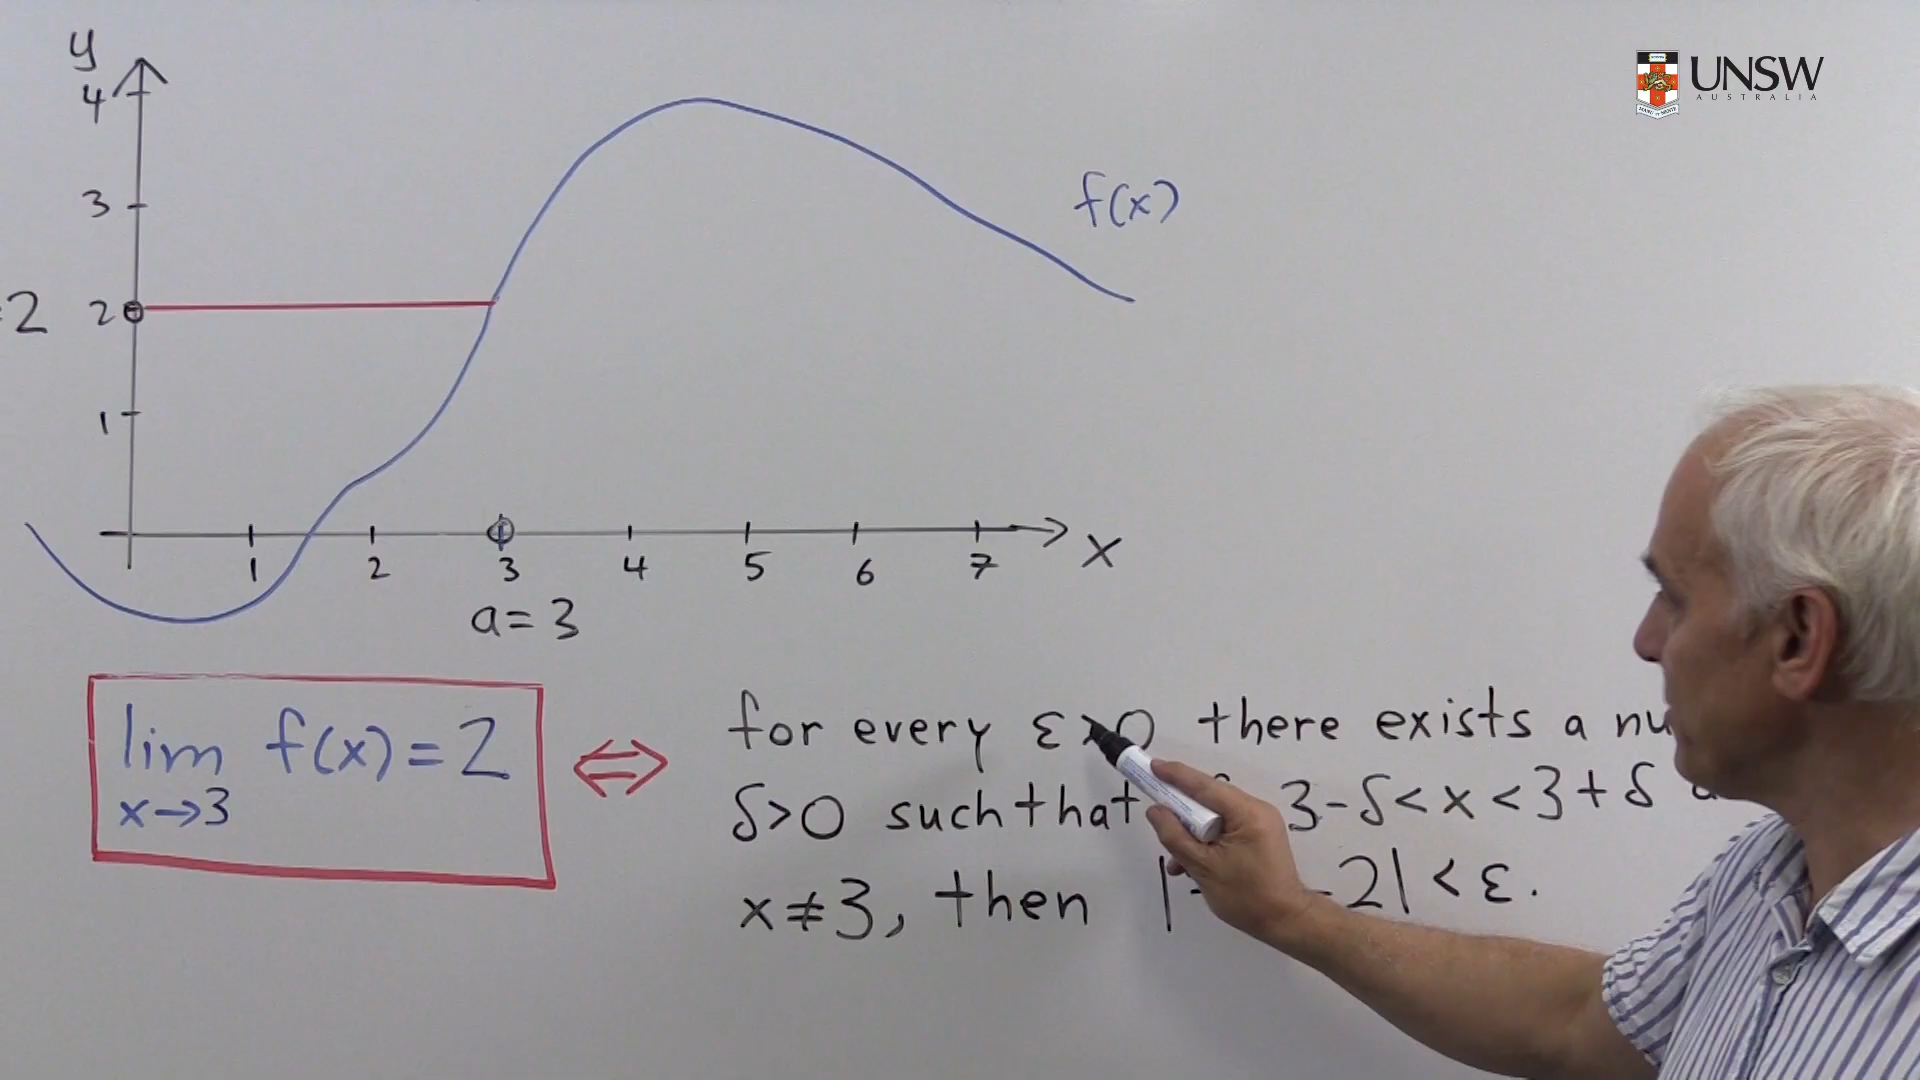 UNSW
AUSTRALIA
y
4
3
2
1
=2
f(x)
1 2 3 4 5 6 7 x
a=3
lim f(x)=2
x→3
⇔
for every ε>0 there exists a
δ>0 such that 3-δ<x<3+δ
x≠3, then | -2|<ε.